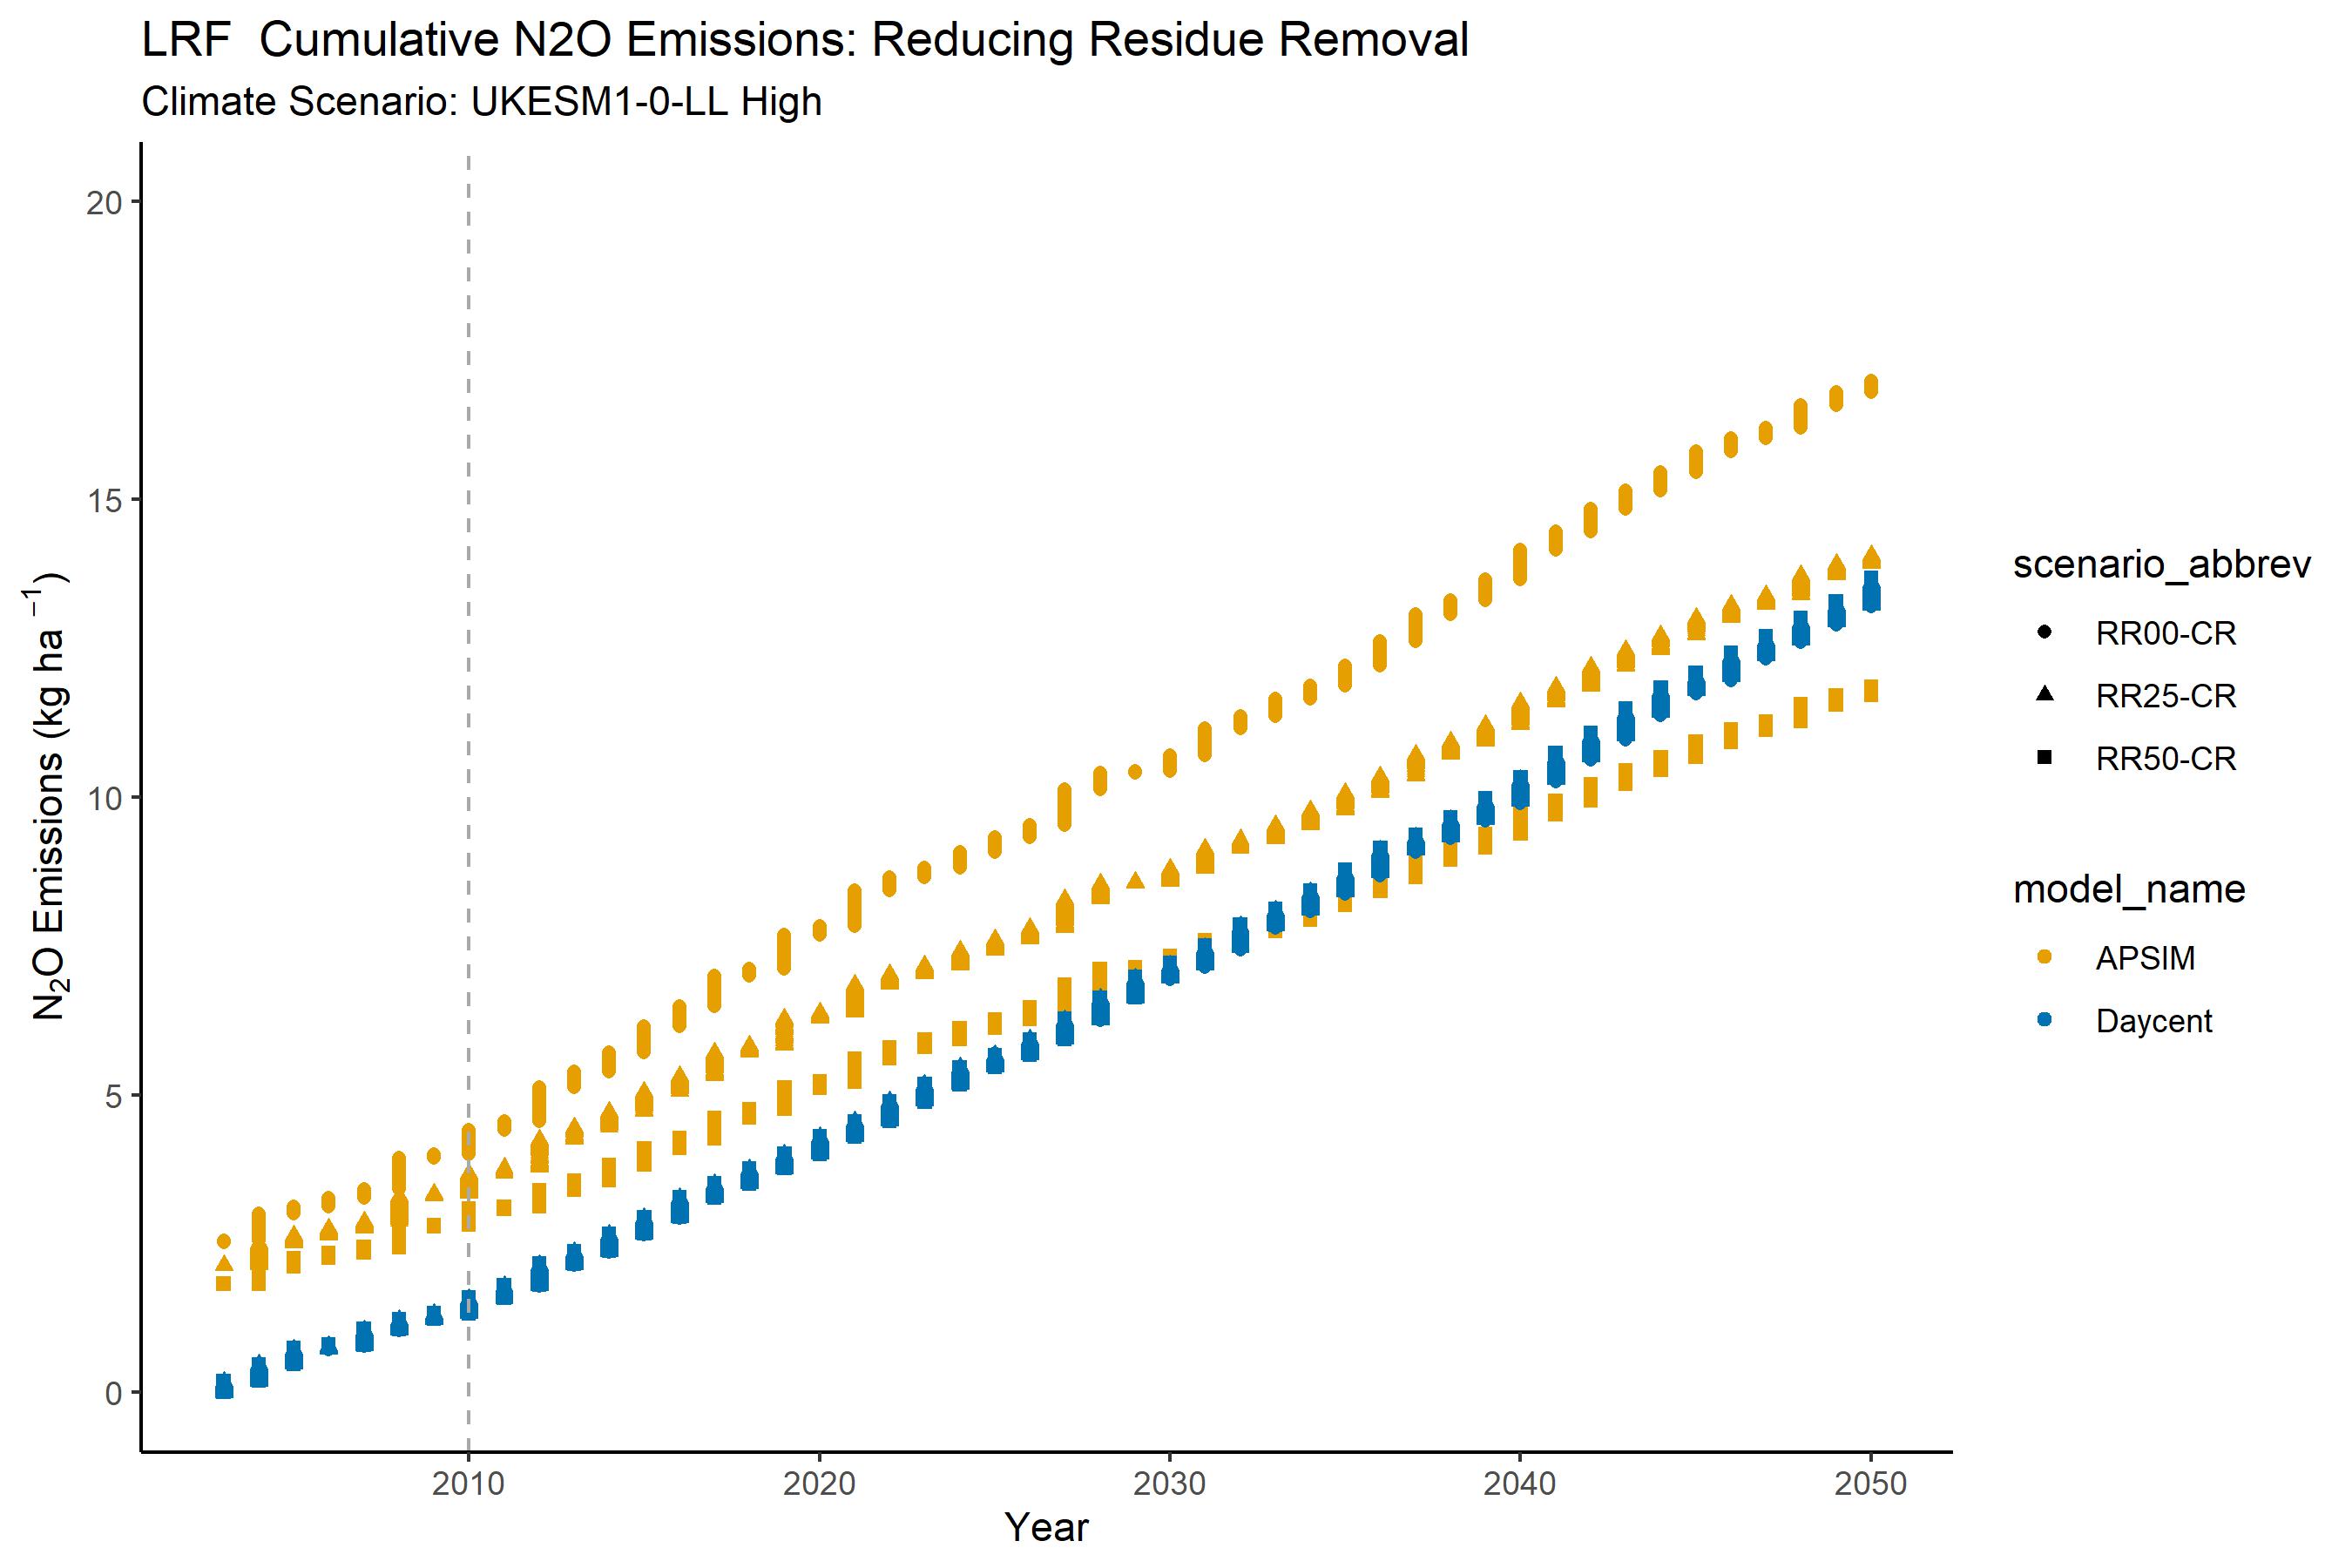 LRF  Cumulative N2O Emissions: Reducing Residue Removal
Climate Scenario: UKESM1-0-LL High
N₂O Emissions (kg ha ⁻¹)
20
15
10
5
0
2010
2020
2030
2040
2050
Year
scenario_abbrev
RR00-CR
RR25-CR
RR50-CR
model_name
APSIM
Daycent